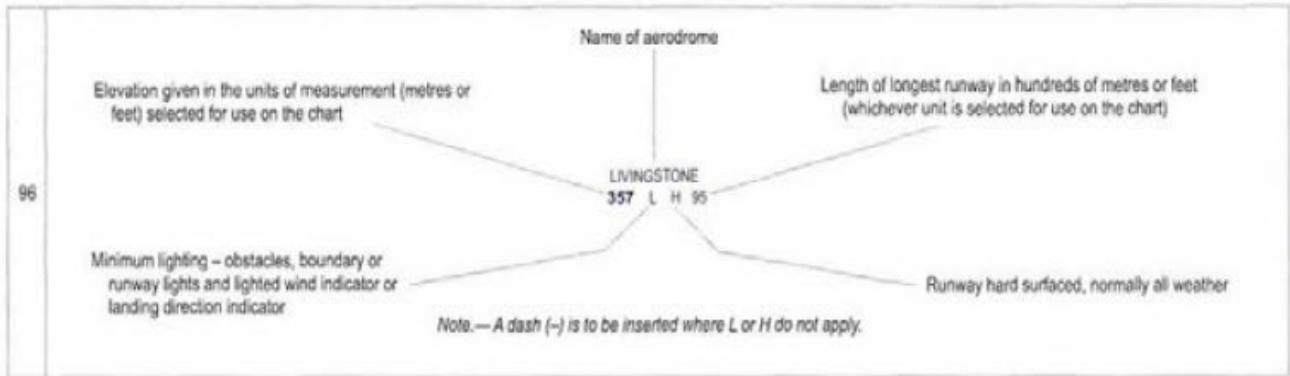 Name of aerodrome
Elevation given in the units of measurement (metres or
feet) selected for use on the chart
Length of longest runway in hundreds of metres or feet
(whichever unit is selected for use on the chart)
96
LIVINGSTONE
357 L H 95
Minimum lighting – obstacles, boundary or
runway lights and lighted wind indicator or
landing direction indicator
Runway hard surfaced, normally all weather
Note.— A dash (–) is to be inserted where L or H do not apply.